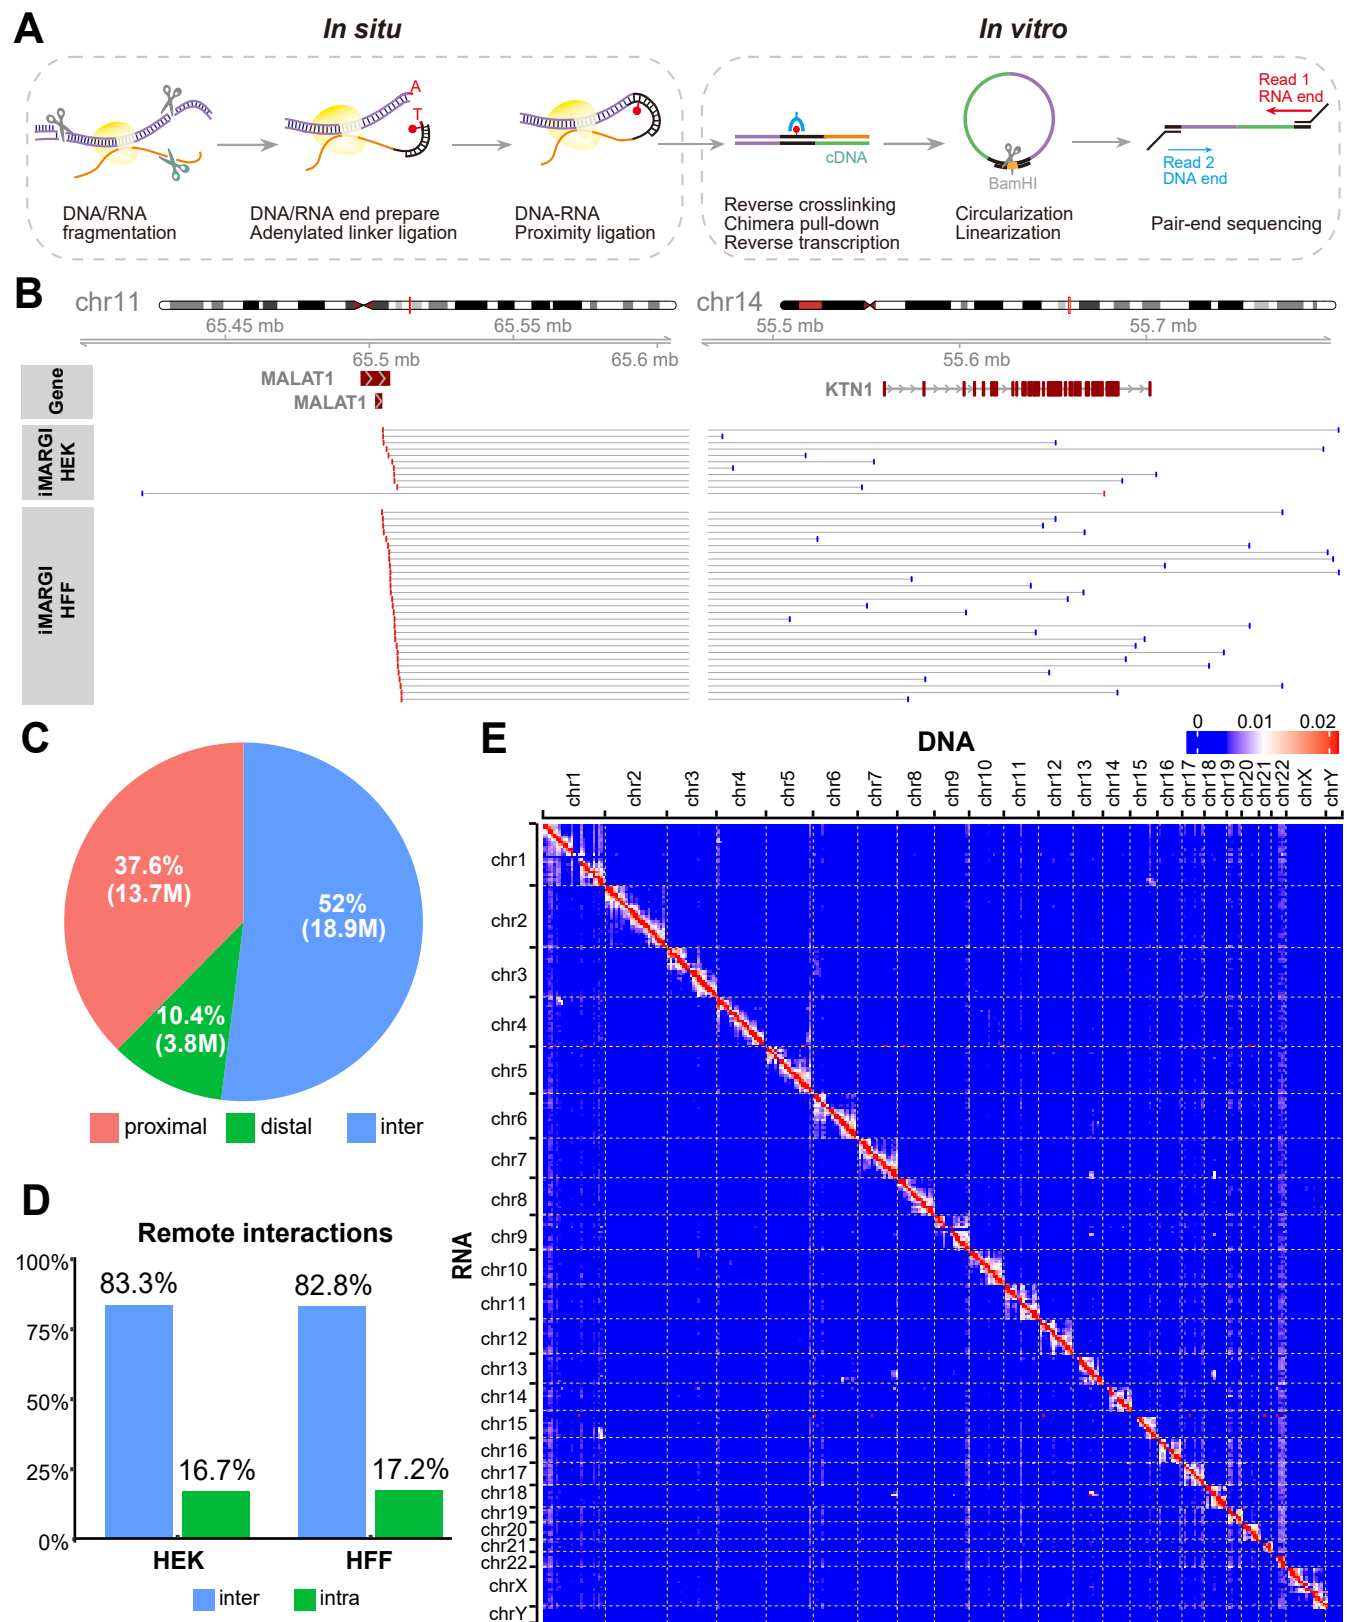 A
In situ
In vitro
A
T
DNA/RNA
fragmentation
DNA/RNA end prepare
Adenylated linker ligation
DNA-RNA
Proximity ligation
cDNA
Reverse crosslinking
Chimera pull-down
Reverse transcription
BamHI
Circularization
Linearization
Read 1
RNA end
Read 2
DNA end
Pair-end sequencing
B
chr11
65.45 mb
65.55 mb
65.5 mb
65.6 mb
chr14
55.5 mb
55.7 mb
55.6 mb
Gene
MALAT1
MALAT1
KTN1
iMARGI
HEK
iMARGI
HFF
C
37.6%
(13.7M)
52%
(18.9M)
10.4%
(3.8M)
proximal
distal
inter
D
Remote interactions
100%
75%
50%
25%
0%
83.3%
16.7%
82.8%
17.2%
HEK
HFF
inter
intra
E
DNA
0
0.01
0.02
chr1
chr2
chr3
chr4
chr5
chr6
chr7
chr8
chr9
chr10
chr11
chr12
chr13
chr14
chr15
chr16
chr17
chr18
chr19
chr20
chr21
chr22
chrX
chrY
RNA
chr1
chr2
chr3
chr4
chr5
chr6
chr7
chr8
chr9
chr10
chr11
chr12
chr13
chr14
chr15
chr16
chr17
chr18
chr19
chr20
chr21
chr22
chrX
chrY